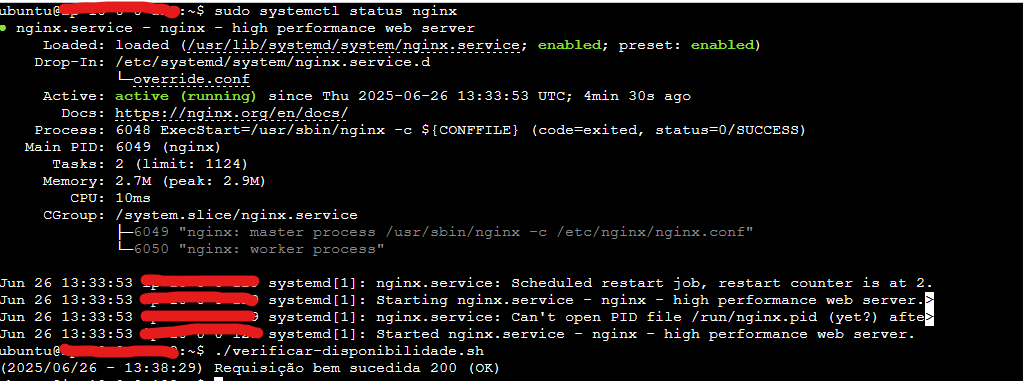 ubuntu@ :~$ sudo systemctl status nginx
● nginx.service - nginx - high performance web server
Loaded: loaded (/usr/lib/systemd/system/nginx.service; enabled; preset: enabled)
Drop-In: /etc/systemd/system/nginx.service.d
└─override.conf
Active: active (running) since Thu 2025-06-26 13:33:53 UTC; 4min 30s ago
Docs: https://nginx.org/en/docs/
Process: 6048 ExecStart=/usr/sbin/nginx -c ${CONFFILE} (code=exited, status=0/SUCCESS)
Main PID: 6049 (nginx)
Tasks: 2 (limit: 1124)
Memory: 2.7M (peak: 2.9M)
CPU: 10ms
CGroup: /system.slice/nginx.service
├─6049 "nginx: master process /usr/sbin/nginx -c /etc/nginx/nginx.conf"
└─6050 "nginx: worker process"
Jun 26 13:33:53 systemd[1]: nginx.service: Scheduled restart job, restart counter is at 2.
Jun 26 13:33:53 systemd[1]: Starting nginx.service - nginx - high performance web server.>
Jun 26 13:33:53 systemd[1]: nginx.service: Can't open PID file /run/nginx.pid (yet?) afte>
Jun 26 13:33:53 systemd[1]: Started nginx.service - nginx - high performance web server.
ubuntu@ :~$ ./verificar-disponibilidade.sh
(2025/06/26 - 13:38:29) Requisição bem sucedida 200 (OK)